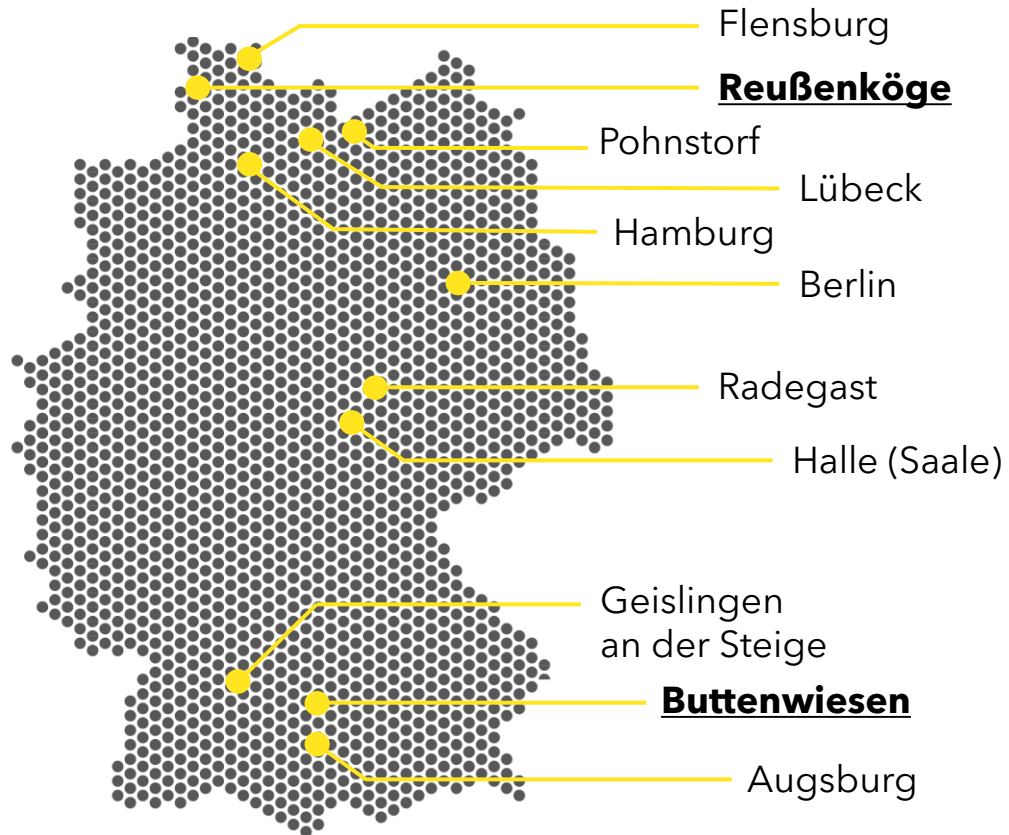 Flensburg
Reußenköge
Pohnstorf
Lübeck
Hamburg
Berlin
Radegast
Halle (Saale)
Geislingen
an der Steige
Buttenwiesen
Augsburg